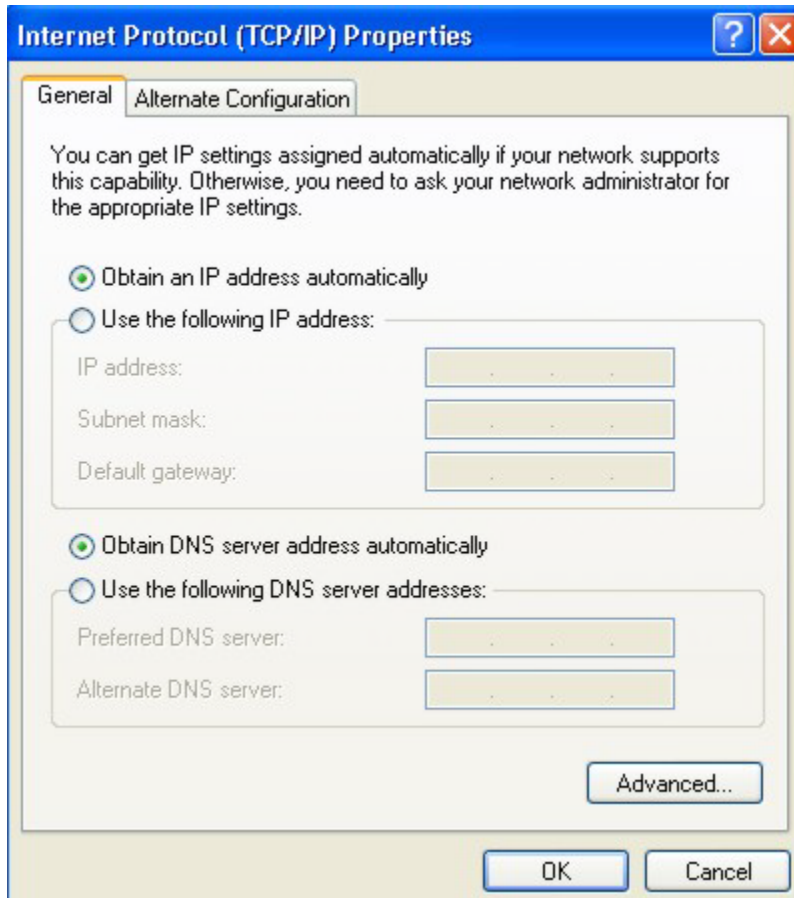 Internet Protocol (TCP/IP) Properties
General
Alternate Configuration
You can get IP settings assigned automatically if your network supports
this capability. Otherwise, you need to ask your network administrator for
the appropriate IP settings.
Obtain an IP address automatically
Use the following IP address:
IP address:
Subnet mask:
Default gateway:
Obtain DNS server address automatically
Use the following DNS server addresses:
Preferred DNS server:
Alternate DNS server:
Advanced...
OK
Cancel